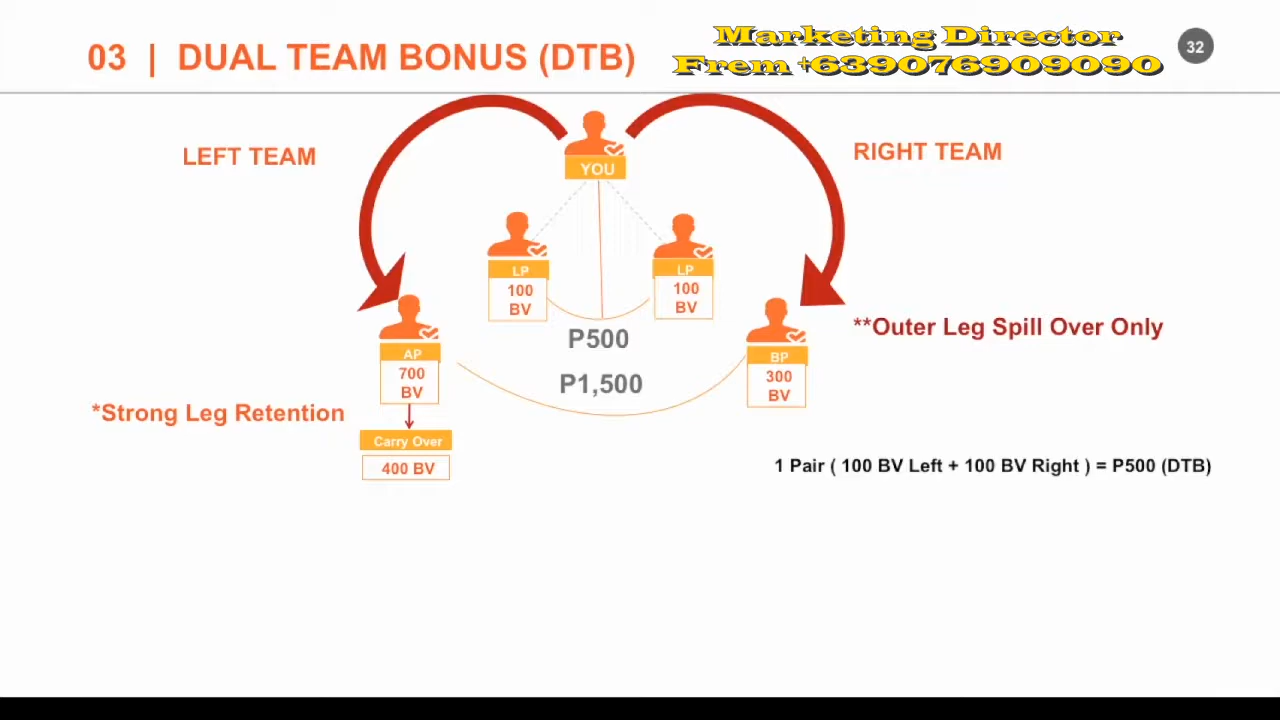 03 | DUAL TEAM BONUS (DTB)
Marketing Director
Frem +639076909090
32
LEFT TEAM
RIGHT TEAM
YOU
LP
100
BV
LP
100
BV
P500
P1,500
AP
700
BV
BP
300
BV
**Outer Leg Spill Over Only
*Strong Leg Retention
Carry Over
400 BV
1 Pair ( 100 BV Left + 100 BV Right ) = P500 (DTB)